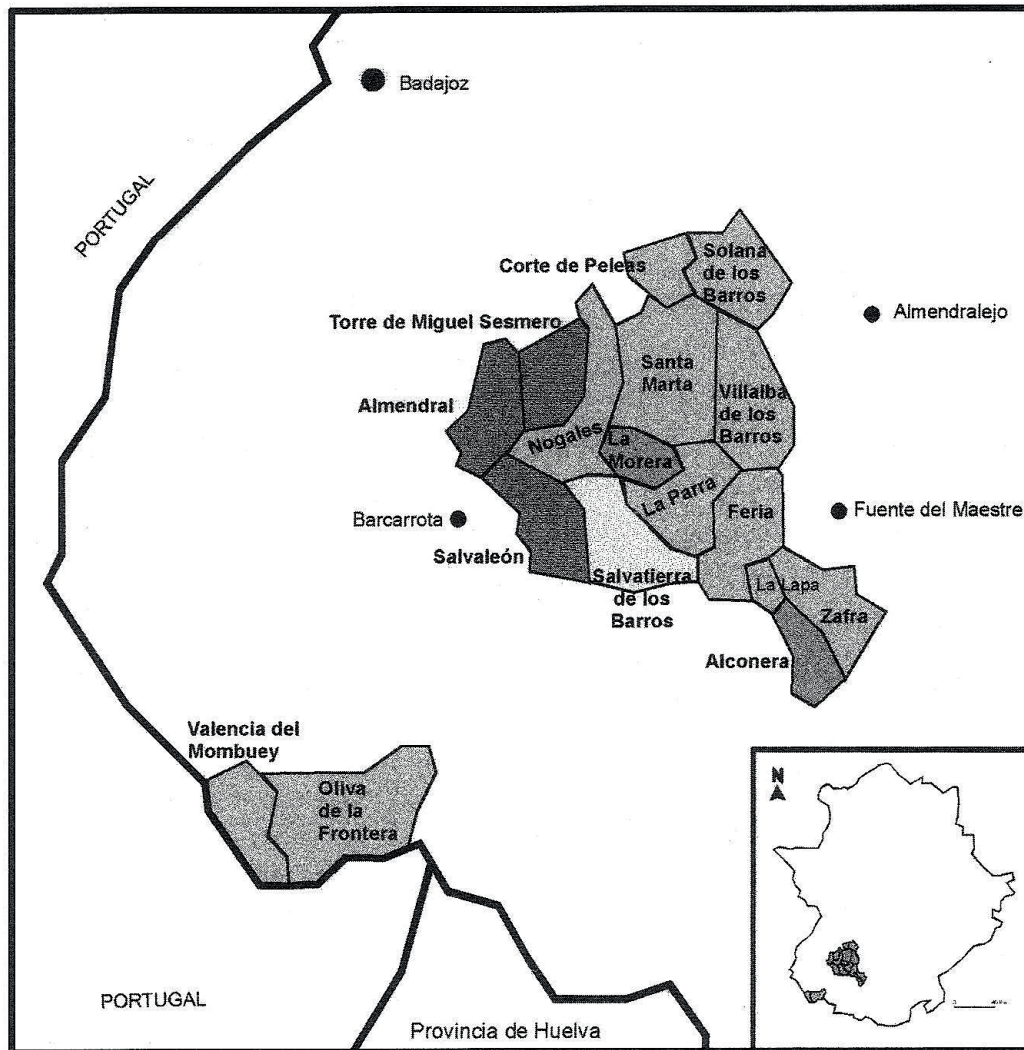 Badajoz
PORTUGAL
Corte de Peleas
Solana
de los
Barros
Almendralejo
Torre de Miguel Sesmero
Santa
Marta
Almendral
Villalba
de los
Barros
Nogales
La
Morera
La Parra
Feria
Fuente del Maestre
Barcarrota
Salvaleón
Salvatierra
de los
Barros
La Lapa
Zafra
Alconera
Valencia del
Mombuey
Oliva
de la
Frontera
N
PORTUGAL
Provincia de Huelva